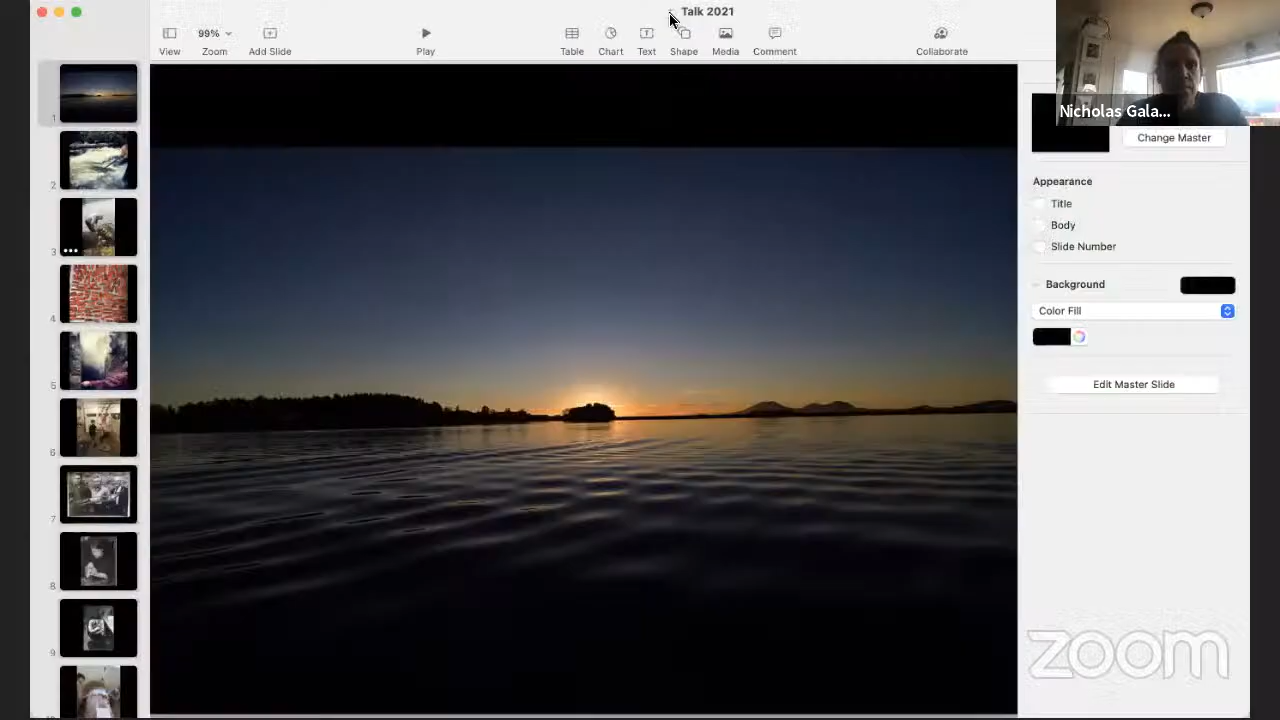 Talk 2021
99%
View
Zoom
Add Slide
Play
Table
Chart
Text
Shape
Media
Comment
Collaborate
Nicholas Gala...
Change Master
Appearance
Title
Body
Slide Number
Background
Color Fill
Edit Master Slide
1
2
3
4
5
6
7
8
9
zoom